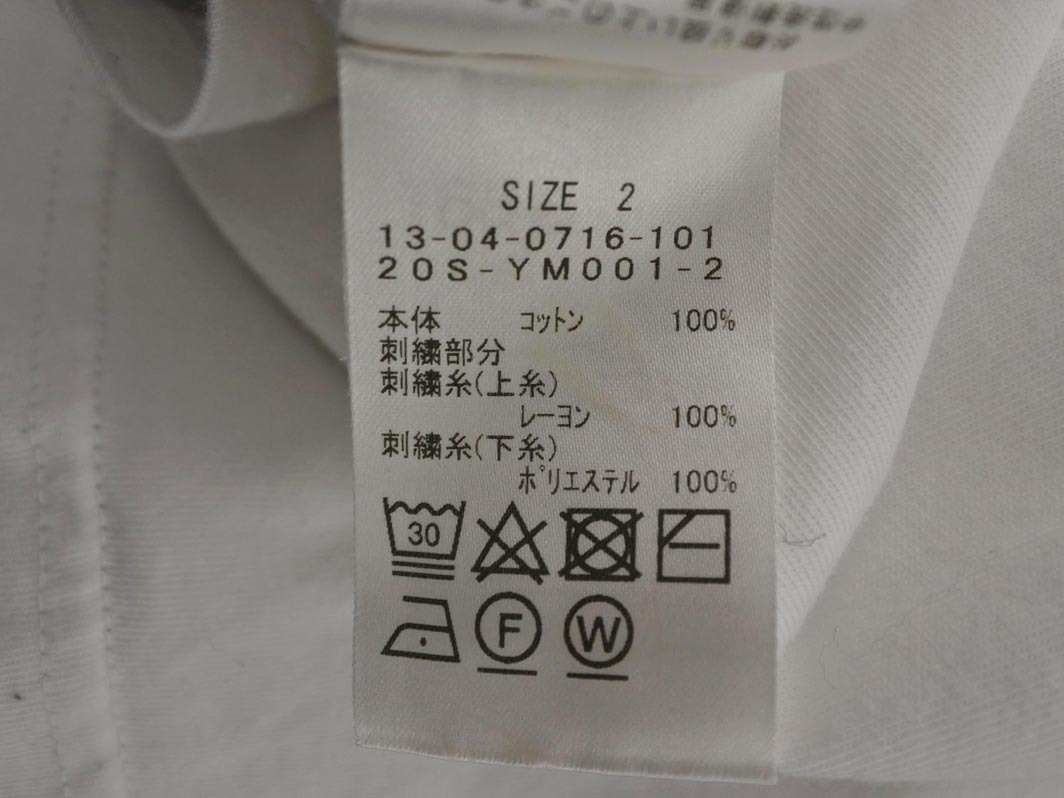 SIZE 2
13-04-0716-101
20S-YM001-2
本体 コットン 100%
刺繍部分
刺繍糸(上糸)
レーヨン 100%
刺繍糸(下糸)
ポリエステル 100%
30
F W